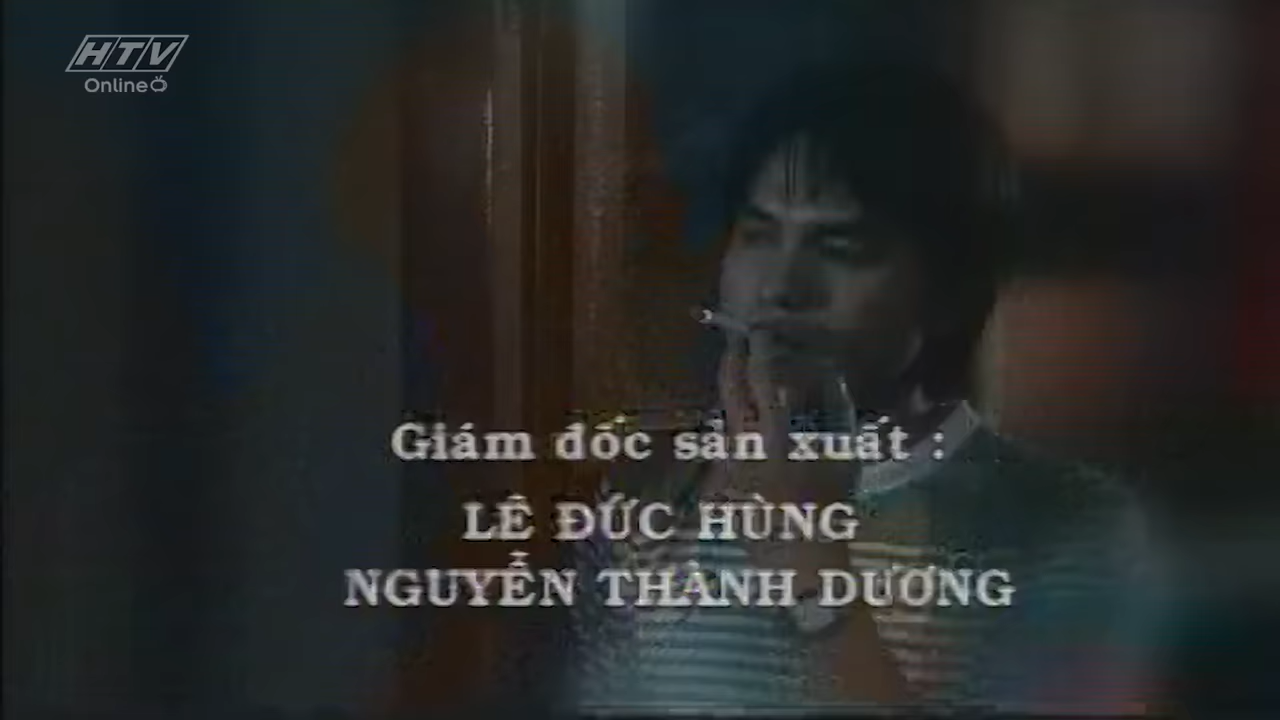 HTV
Online
Giám đốc sản xuất :
LÊ ĐỨC HÙNG
NGUYỄN THÀNH DƯƠNG